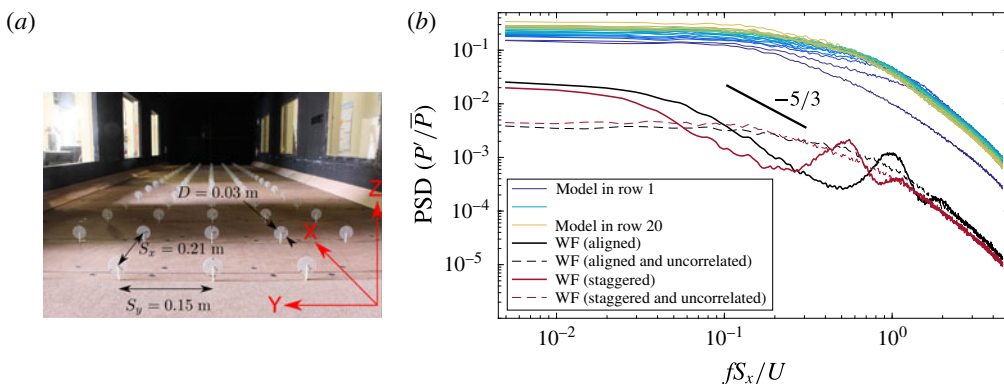 (a)
D = 0.03 m
S_x = 0.21 m
S_y = 0.15 m
X
Y
Z
(b)
PSD (P′/P̅)
10⁻¹
10⁻²
10⁻³
10⁻⁴
10⁻⁵
−5/3
Model in row 1
Model in row 20
WF (aligned)
WF (aligned and uncorrelated)
WF (staggered)
WF (staggered and uncorrelated)
10⁻² 10⁻¹ 10⁰
fS_x/U